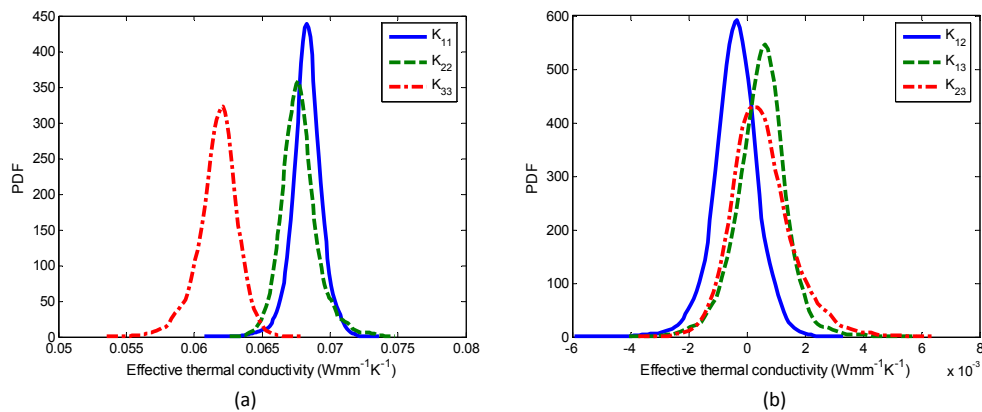 450
400
350
300
250
200
150
100
50
0
PDF
0.05
0.055
0.06
0.065
0.07
0.075
0.08
Effective thermal conductivity (Wmm⁻¹K⁻¹)
K₁₁
K₂₂
K₃₃
(a)
600
500
400
300
200
100
0
PDF
-6
-4
-2
0
2
4
6
8
x 10⁻³
Effective thermal conductivity (Wmm⁻¹K⁻¹)
K₁₂
K₁₃
K₂₃
(b)